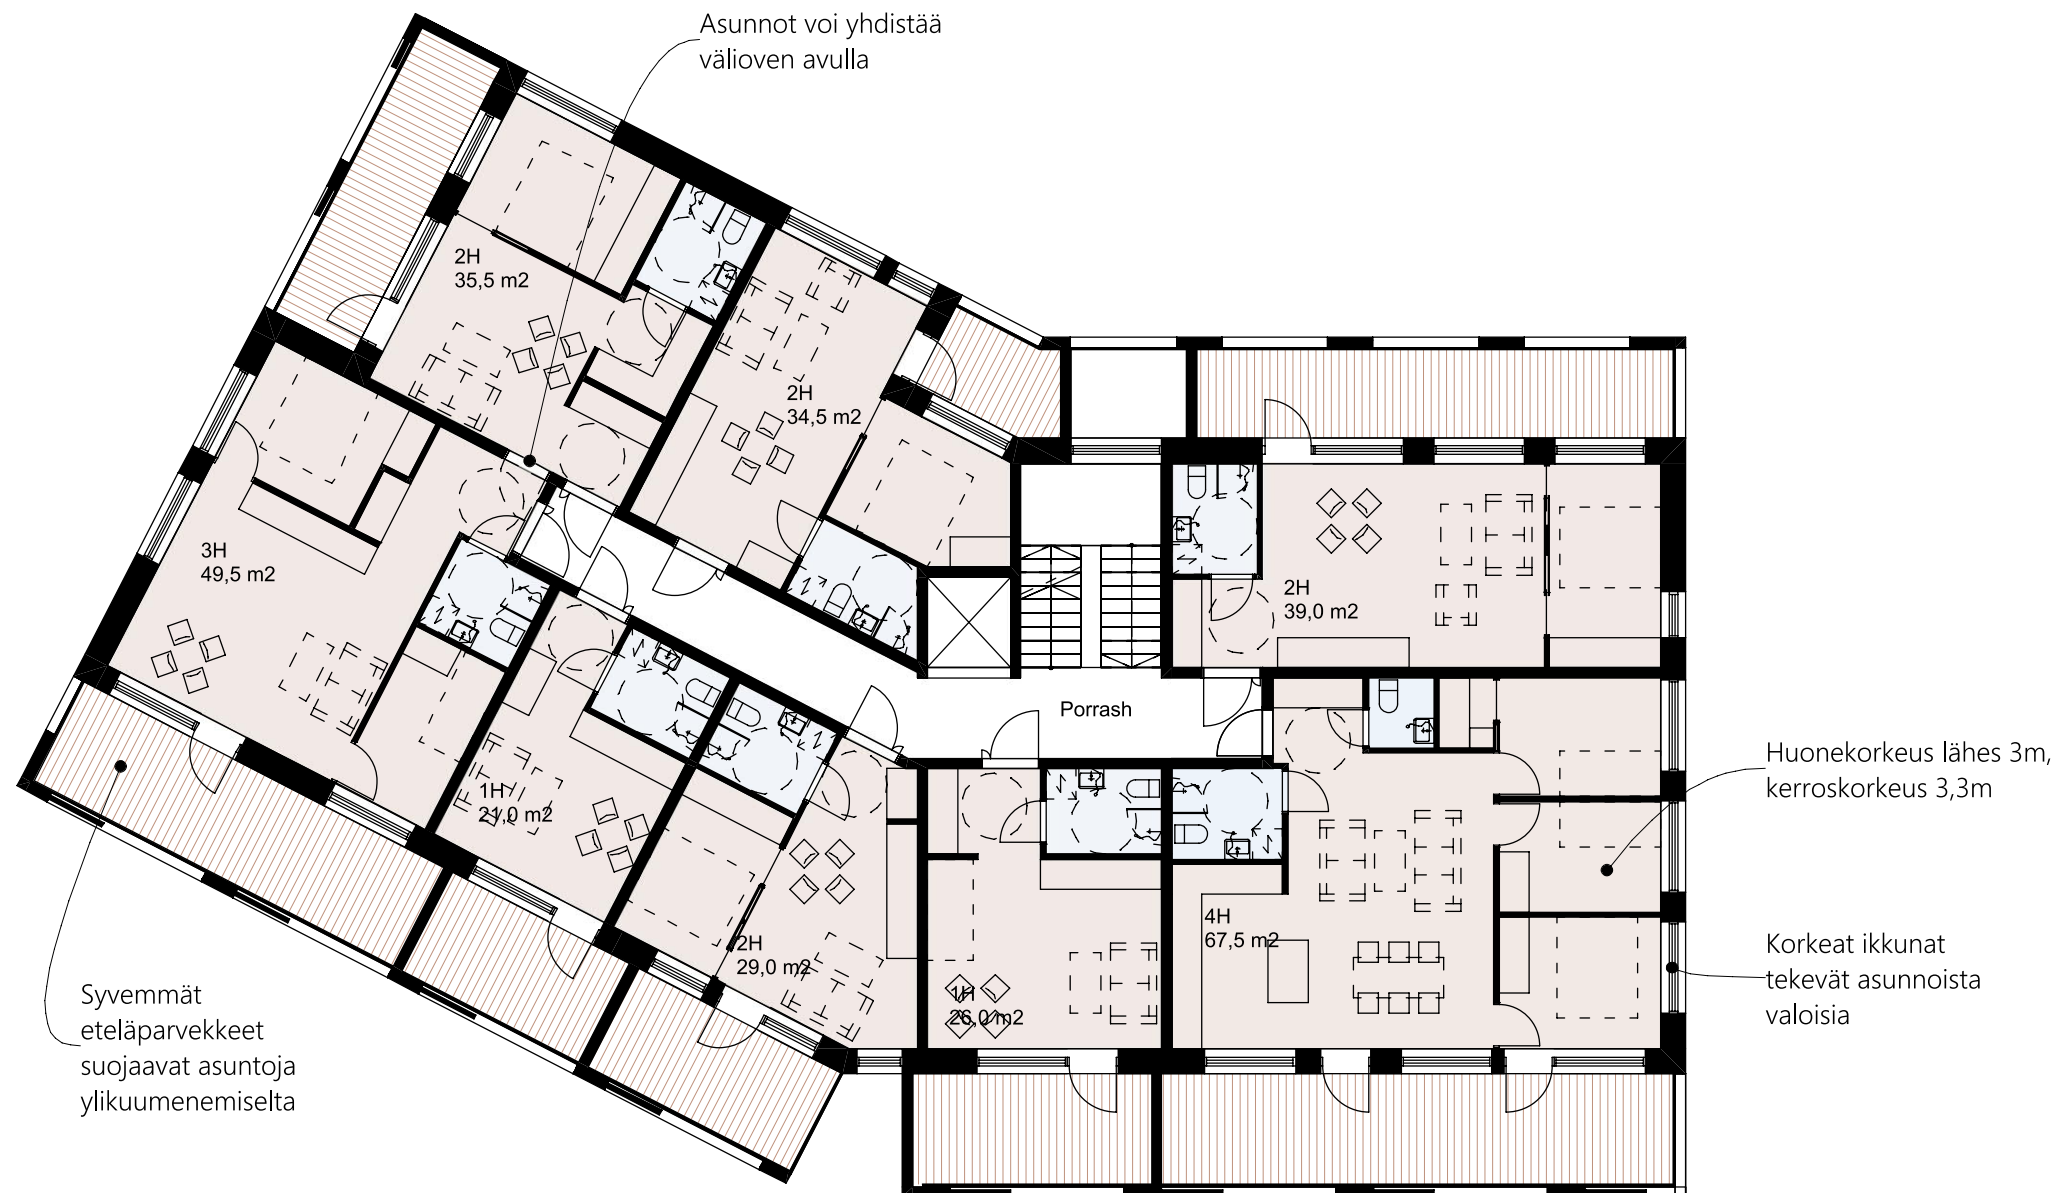 Asunnot voi yhdistää
välioven avulla
2H
35,5 m2
2H
34,5 m2
3H
49,5 m2
2H
39,0 m2
Porrash
1H
21,0 m2
2H
29,0 m2
1H
26,0 m2
4H
67,5 m2
Huonekorkeus lähes 3m,
kerroskorkeus 3,3m
Korkeat ikkunat
tekevät asunnoista
valoisia
Syvemmät
eteläparvekkeet
suojaavat asuntoja
ylikuumenemiselta